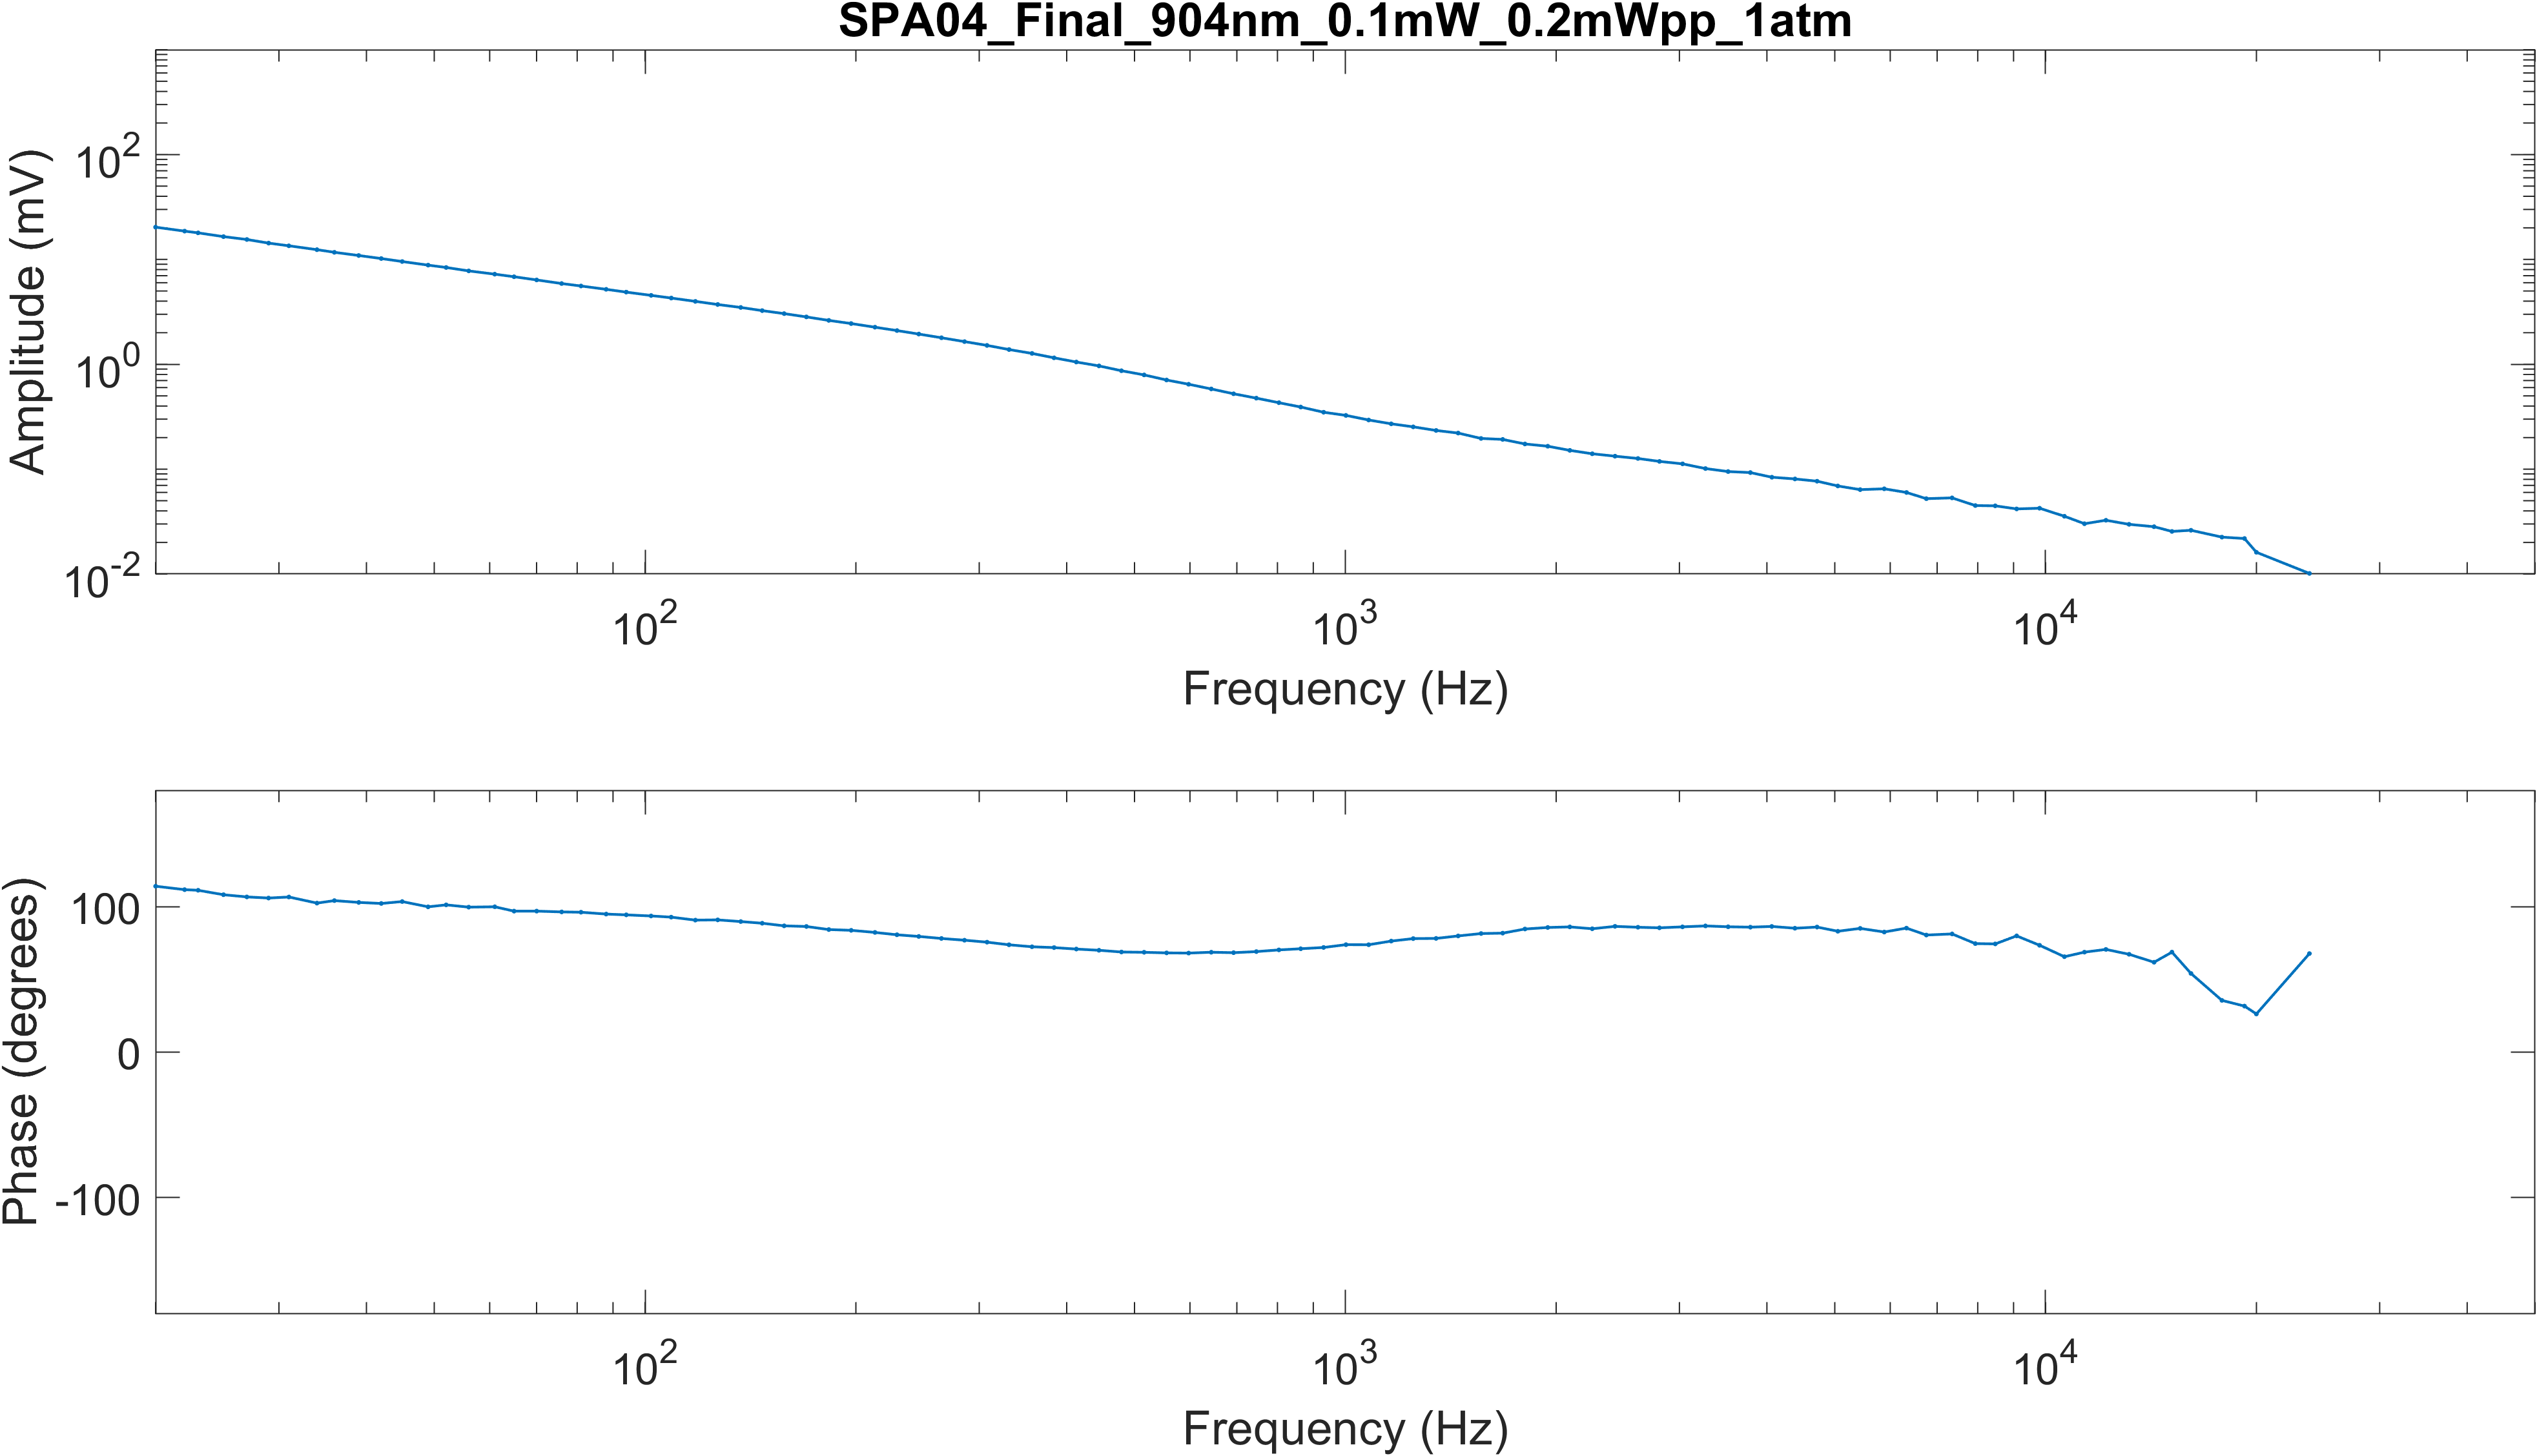 SPA04_Final_904nm_0.1mW_0.2mWpp_1atm
Amplitude (mV)
10^2
10^0
10^-2
10^2
10^3
10^4
Frequency (Hz)
Phase (degrees)
100
0
-100
10^2
10^3
10^4
Frequency (Hz)